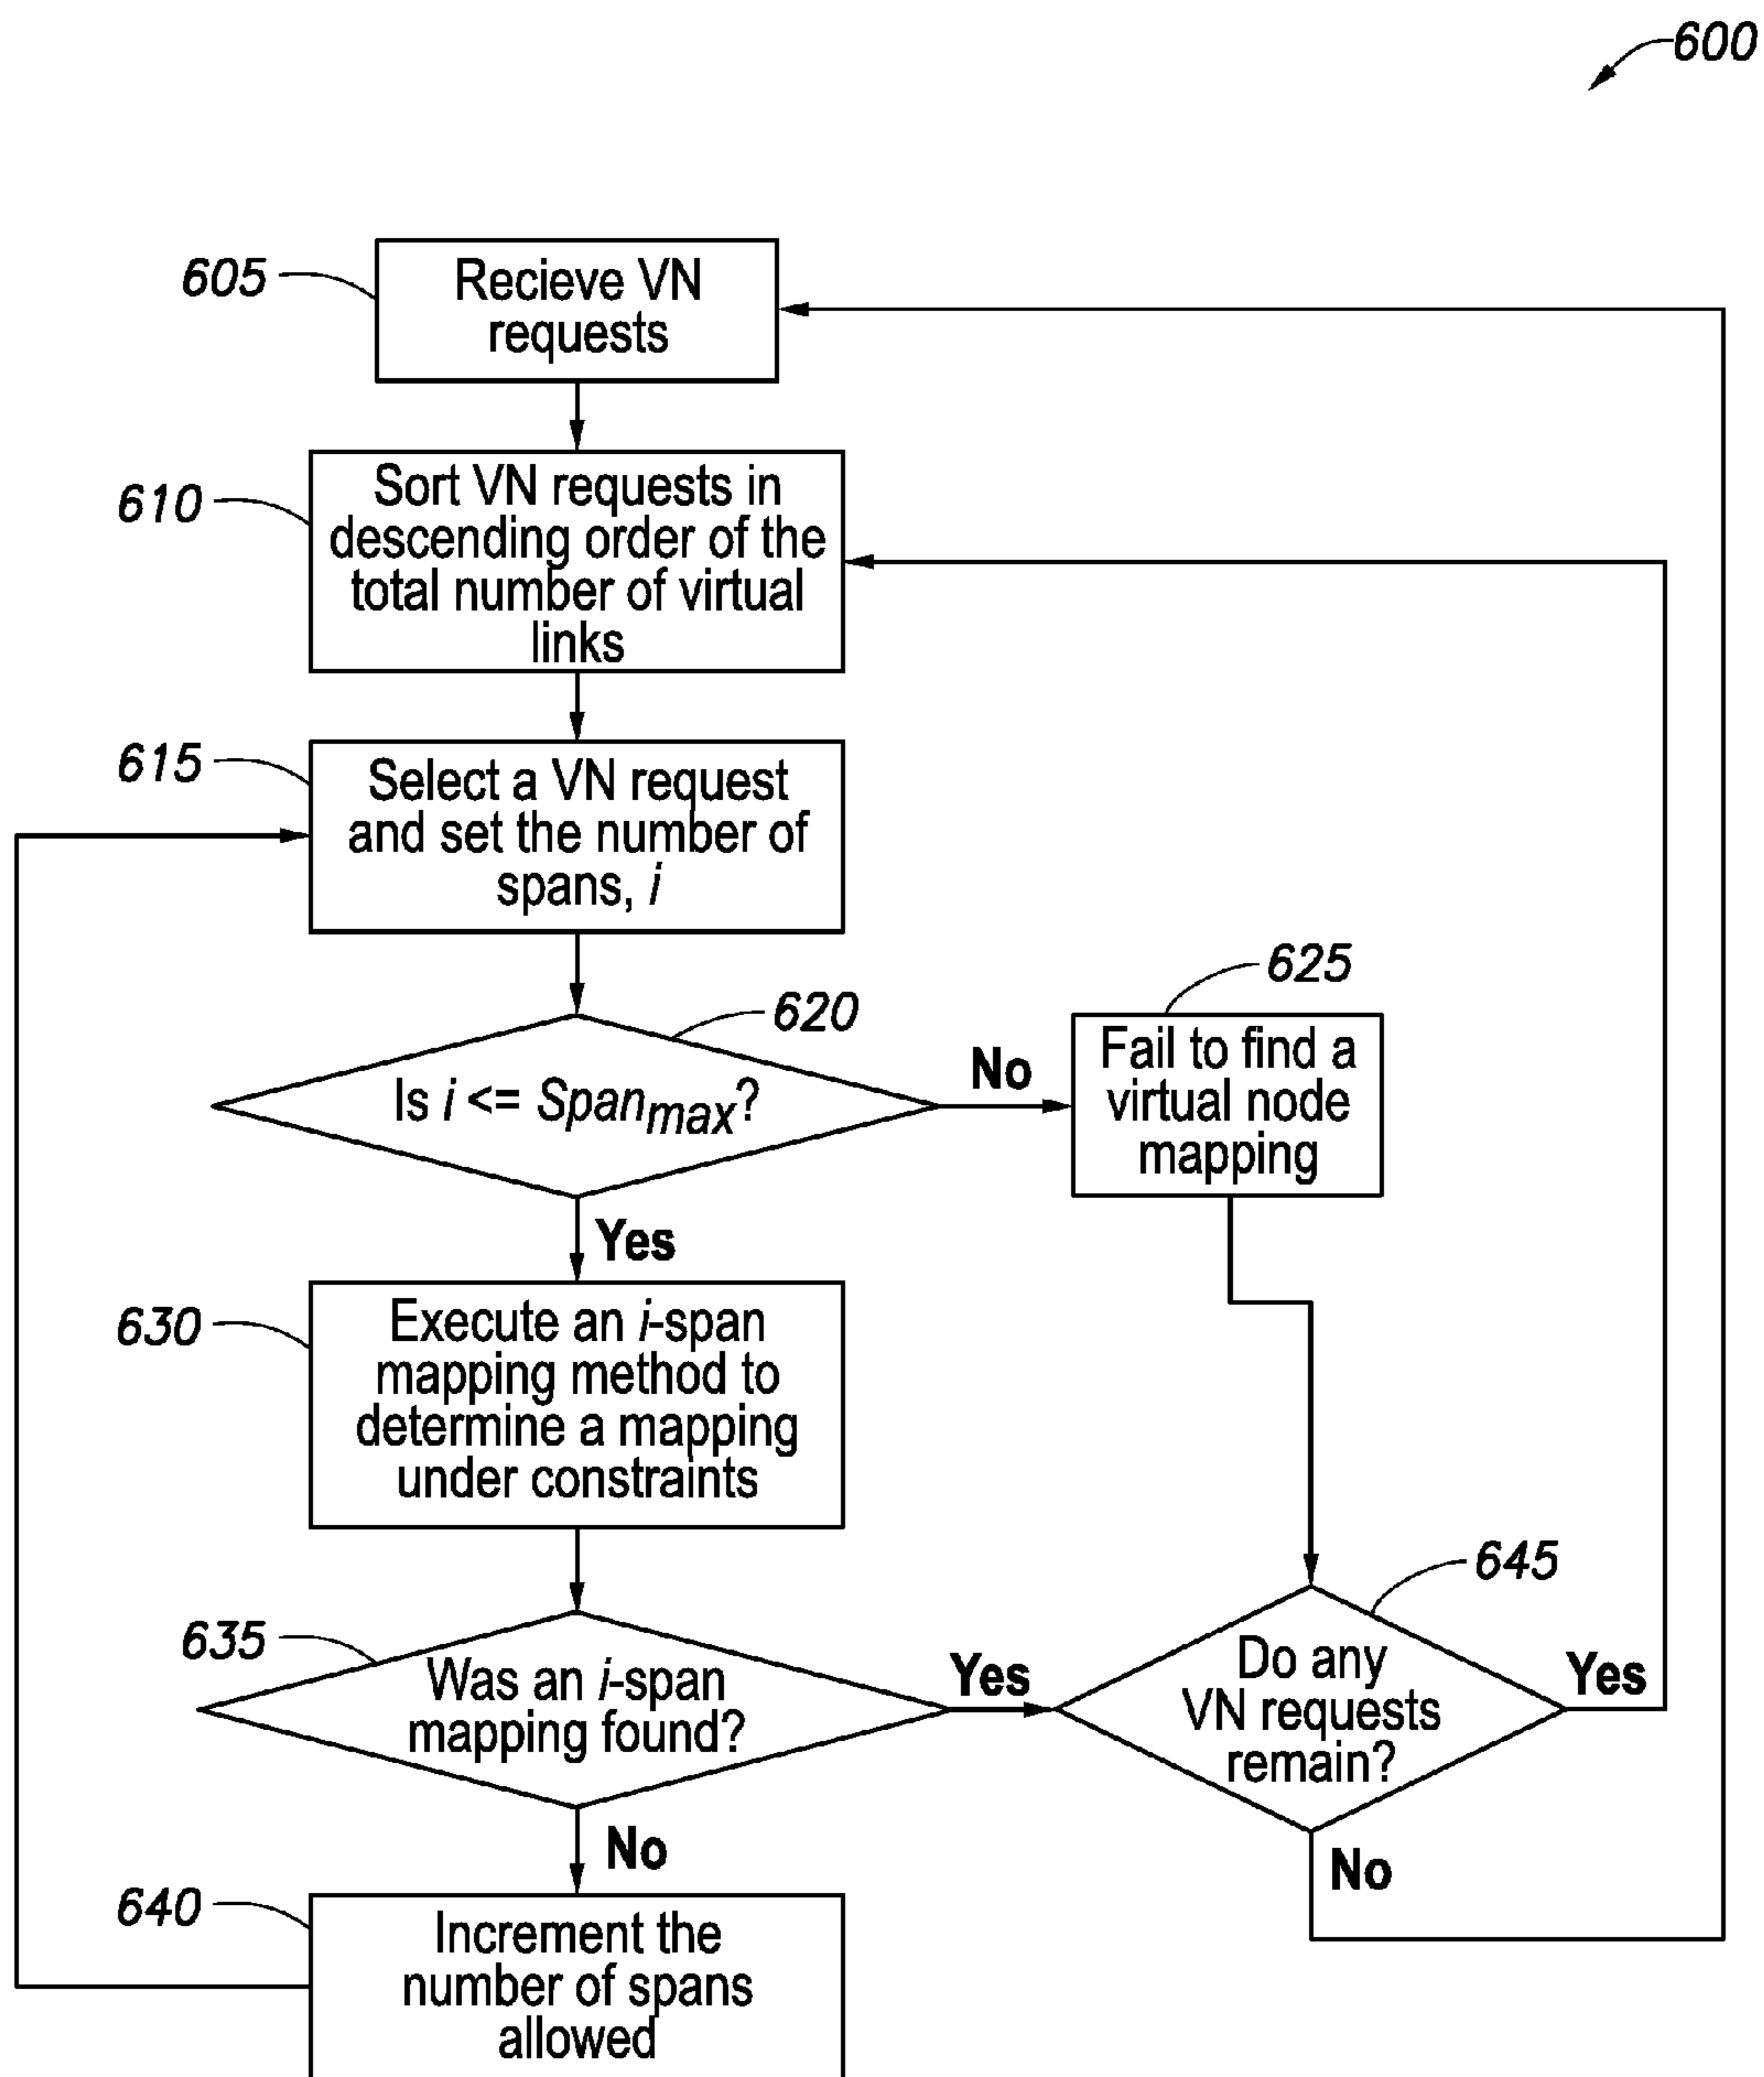 600
605
Recieve VN
requests
610
Sort VN requests in
descending order of the
total number of virtual
links
615
Select a VN request
and set the number of
spans, i
620
Is i <= Span_max?
No
625
Fail to find a
virtual node
mapping
Yes
630
Execute an i-span
mapping method to
determine a mapping
under constraints
635
Was an i-span
mapping found?
Yes
645
Do any
VN requests
remain?
Yes
No
No
640
Increment the
number of spans
allowed